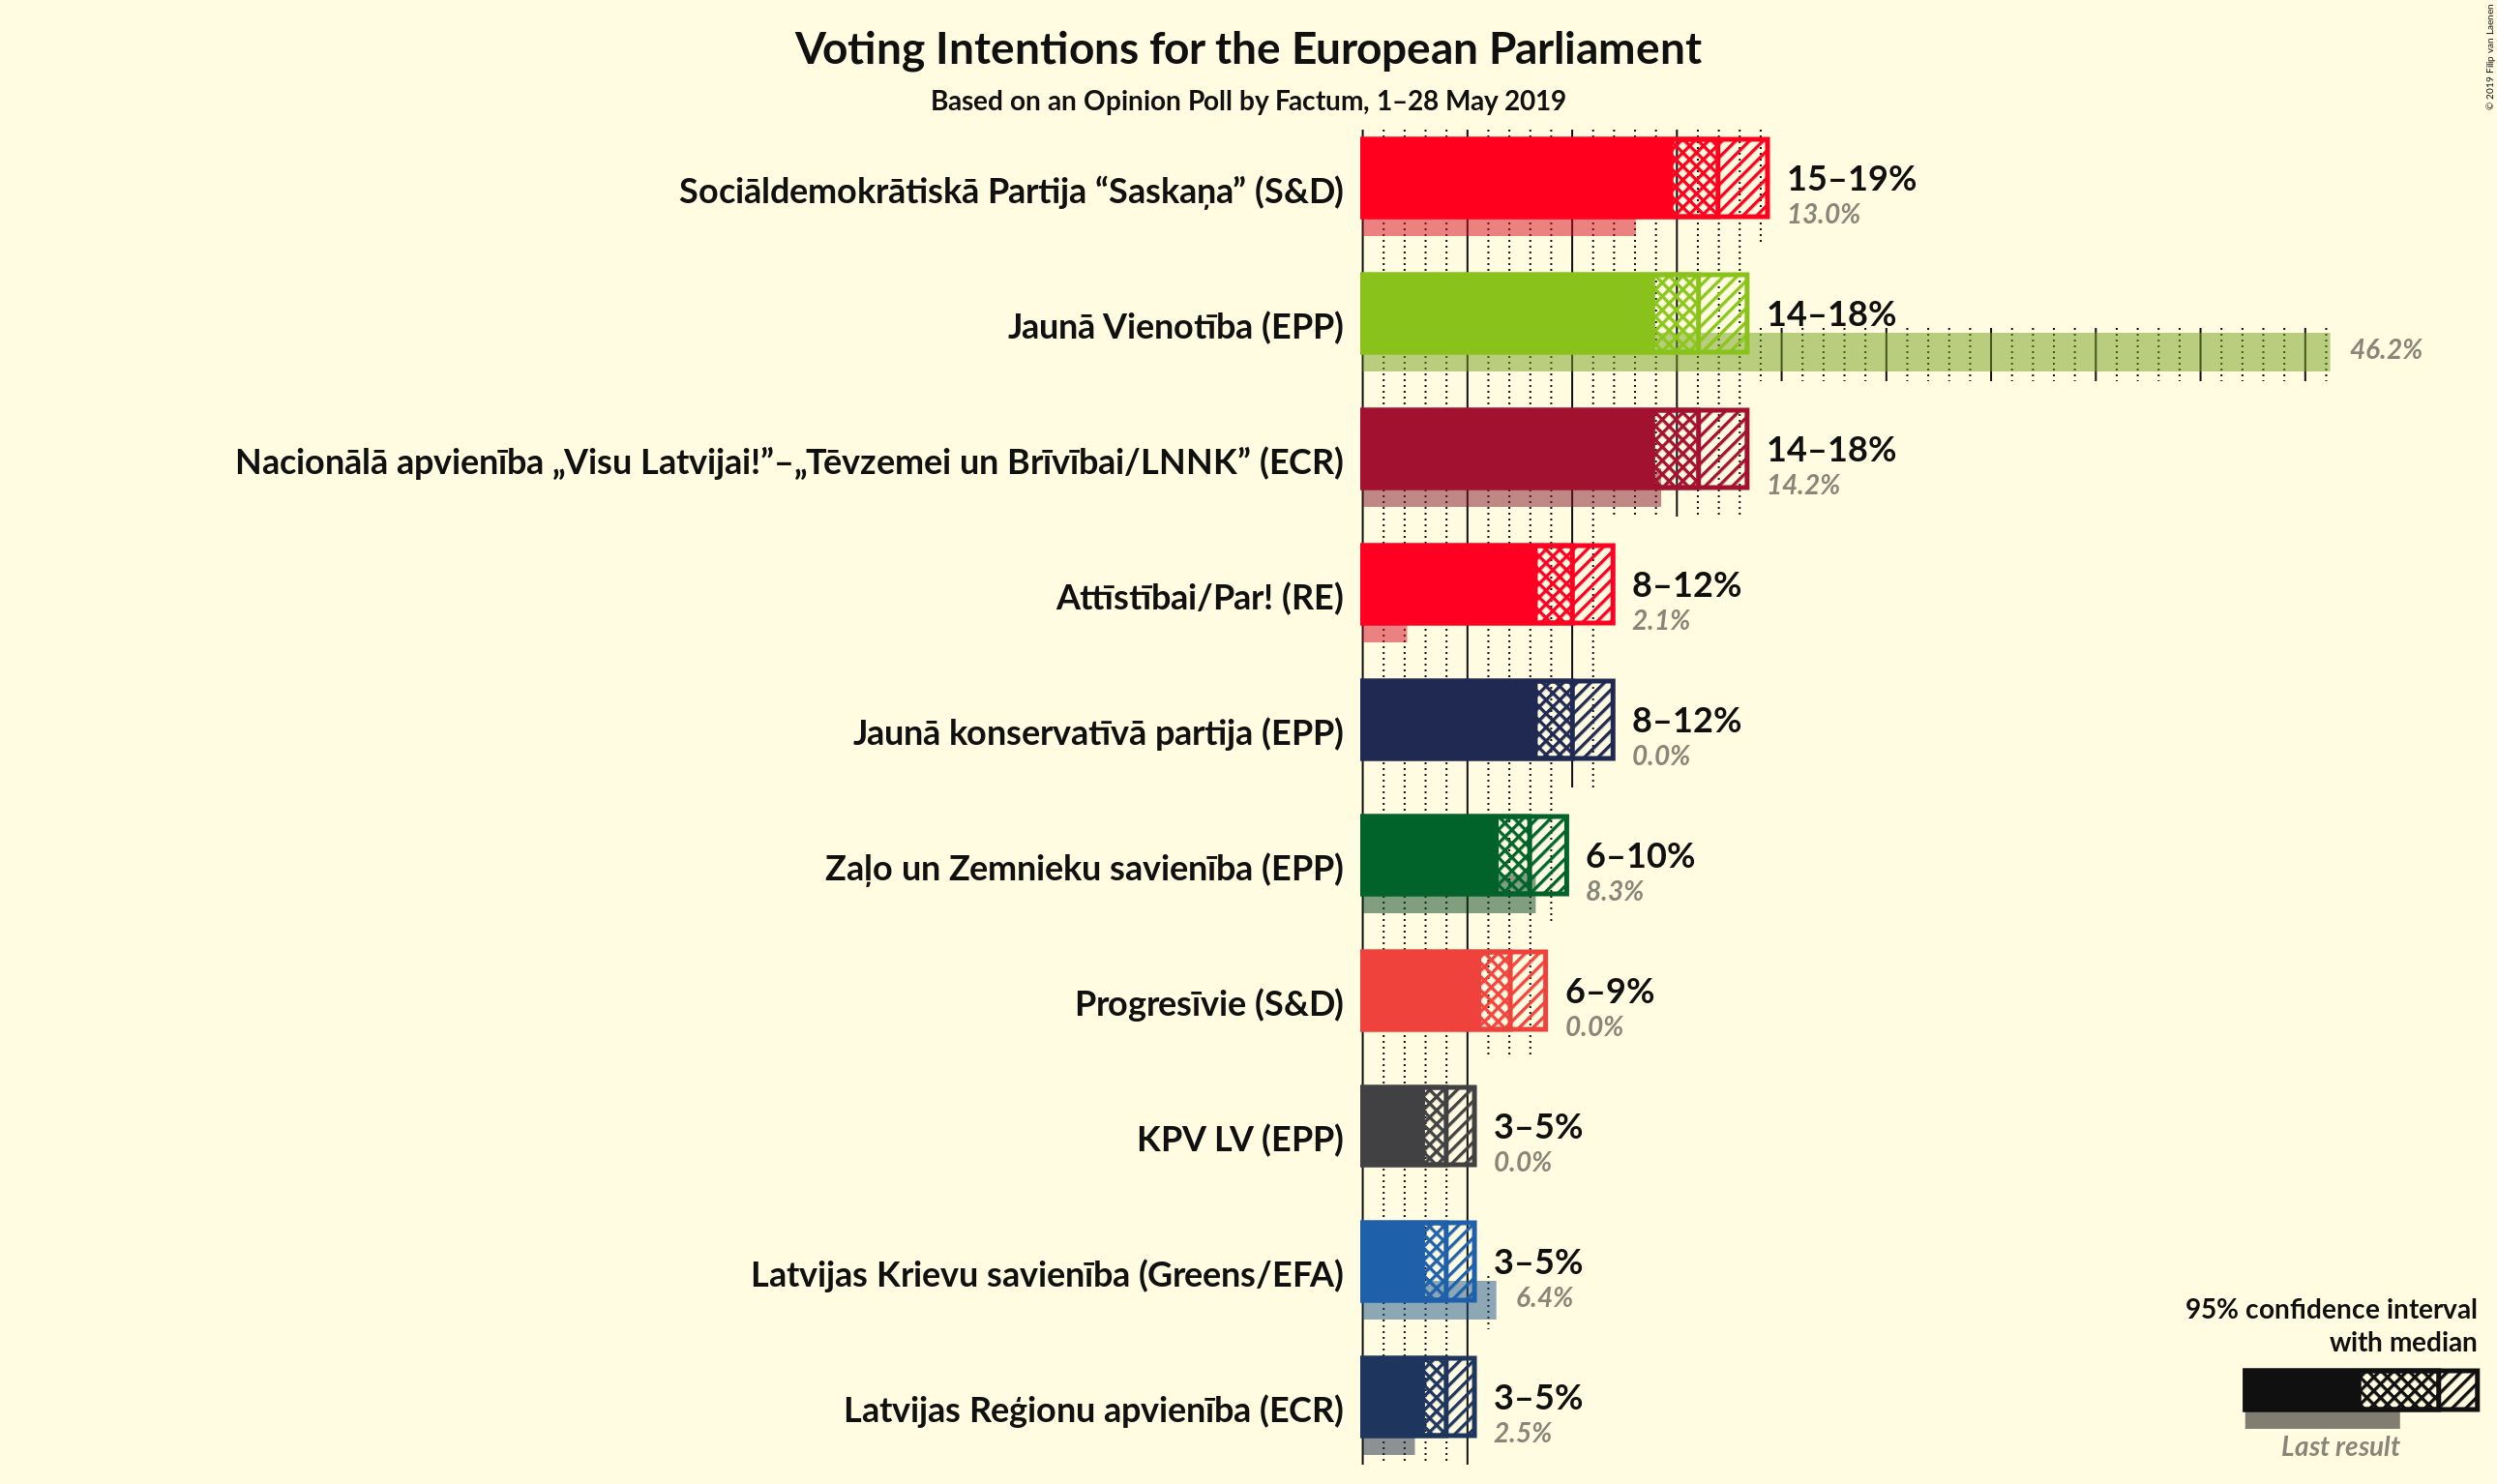 Voting Intentions for the European Parliament
Based on an Opinion Poll by Factum, 1–28 May 2019
© 2019 Filip van Laenen
Sociāldemokrātiskā Partija “Saskaņa” (S&D)
15–19%
13.0%
Jaunā Vienotība (EPP)
14–18%
46.2%
Nacionālā apvienība „Visu Latvijai!”–„Tēvzemei un Brīvībai/LNNK” (ECR)
14–18%
14.2%
Attīstībai/Par! (RE)
8–12%
2.1%
Jaunā konservatīvā partija (EPP)
8–12%
0.0%
Zaļo un Zemnieku savienība (EPP)
6–10%
8.3%
Progresīvie (S&D)
6–9%
0.0%
KPV LV (EPP)
3–5%
0.0%
Latvijas Krievu savienība (Greens/EFA)
3–5%
6.4%
Latvijas Reģionu apvienība (ECR)
3–5%
2.5%
95% confidence interval
with median
Last result